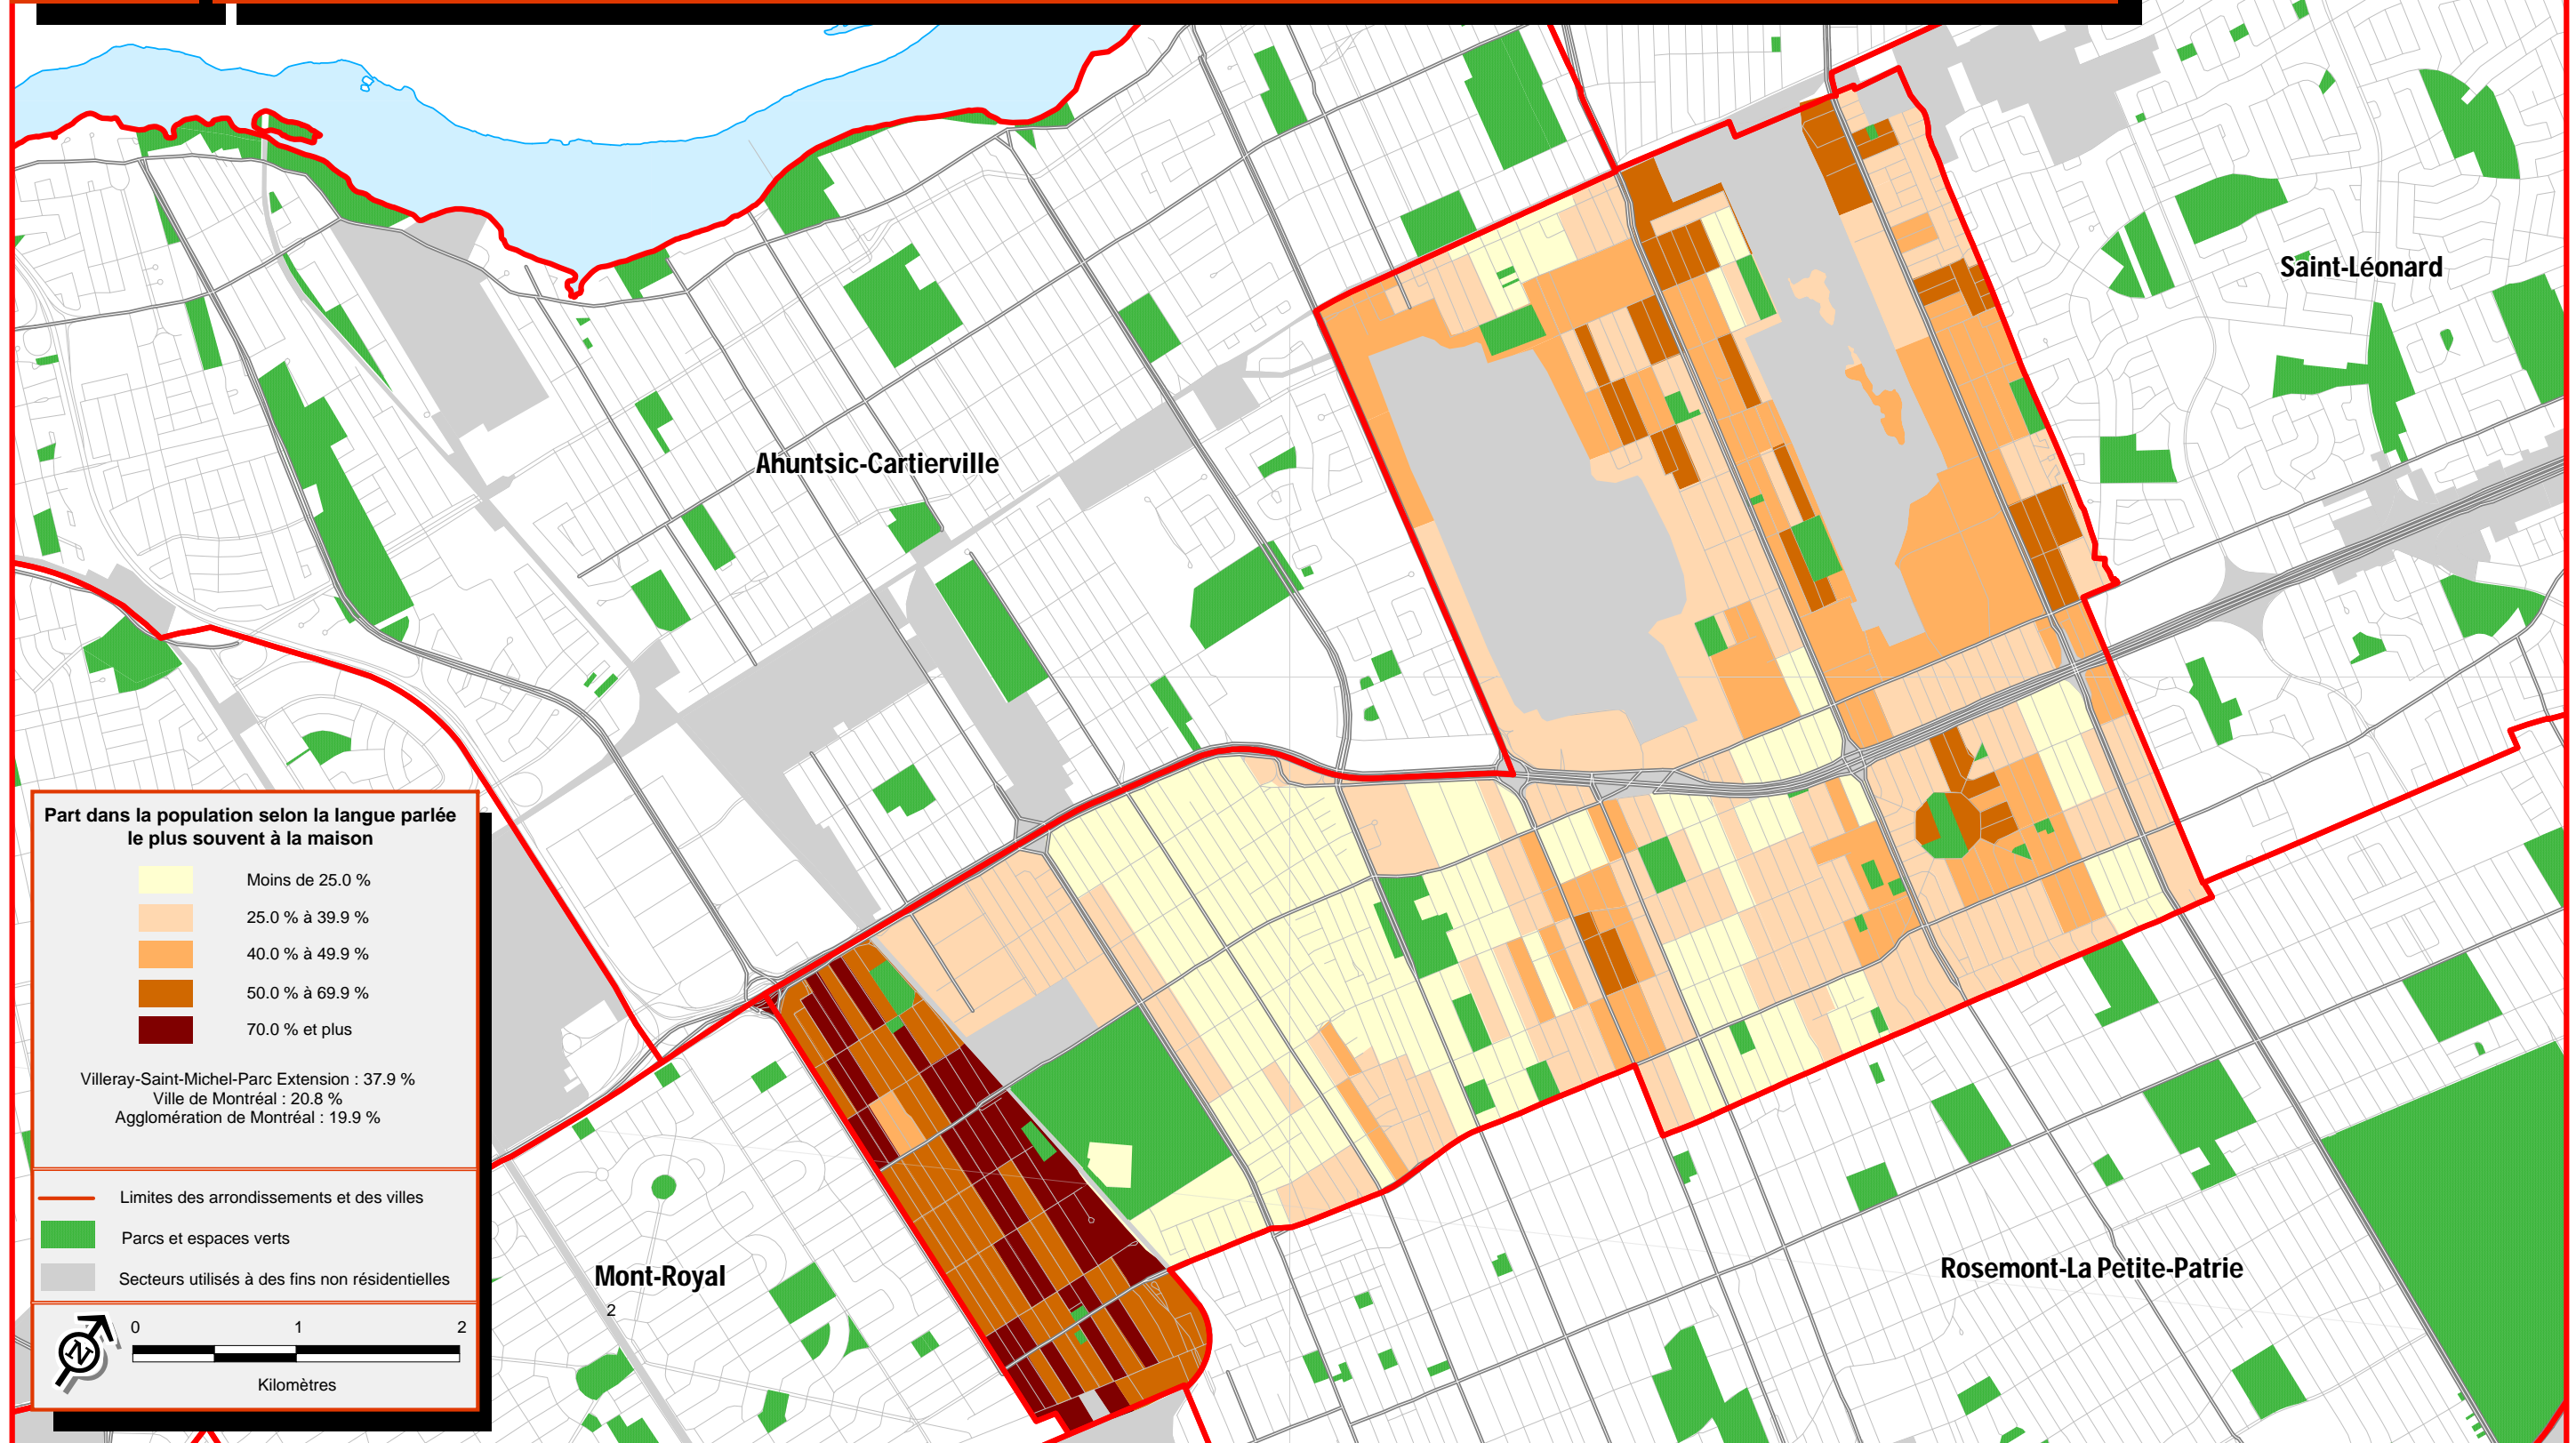 Saint-Léonard
Ahuntsic-Cartierville
Part dans la population selon la langue parlée
le plus souvent à la maison
Moins de 25.0 %
25.0 % à 39.9 %
40.0 % à 49.9 %
50.0 % à 69.9 %
70.0 % et plus
Villeray-Saint-Michel-Parc Extension : 37.9 %
Ville de Montréal : 20.8 %
Agglomération de Montréal : 19.9 %
Limites des arrondissements et des villes
Parcs et espaces verts
Secteurs utilisés à des fins non résidentielles
N
0 1 2
Kilomètres
Mont-Royal
2
Rosemont-La Petite-Patrie